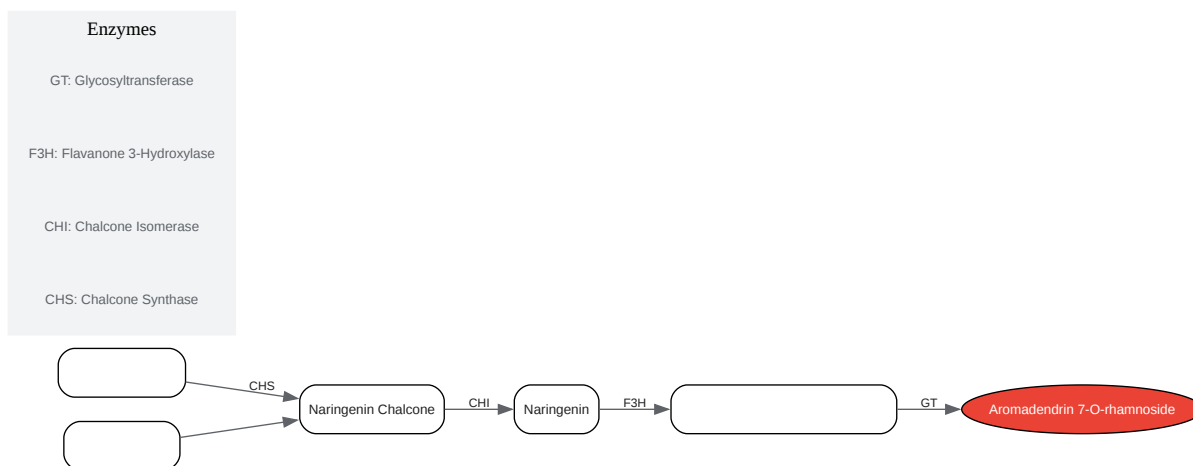 Enzymes
GT: Glycosyltransferase
F3H: Flavanone 3-Hydroxylase
CHI: Chalcone Isomerase
CHS: Chalcone Synthase
CHS
Naringenin Chalcone
CHI
Naringenin
F3H
GT
Aromadendrin 7-O-rhamnoside